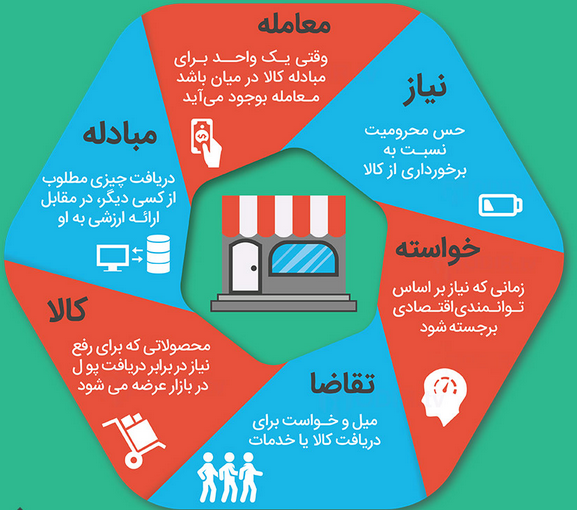 معامله
وقتی یک واحد برای
مبادله کالا در میان باشد
معامله بوجود می‌آید
نیاز
حس محرومیت
نسبت به
برخورداری از کالا
خواسته
زمانی که نیاز بر اساس
توانمندی اقتصادی
برجسته شود
تقاضا
میل و خواست برای
دریافت کالا یا خدمات
کالا
محصولاتی که برای رفع
نیاز در برابر دریافت پول
در بازار عرضه می شود
مبادله
دریافت چیزی مطلوب
از کسی دیگر، در مقابل
ارائه ارزشی به او